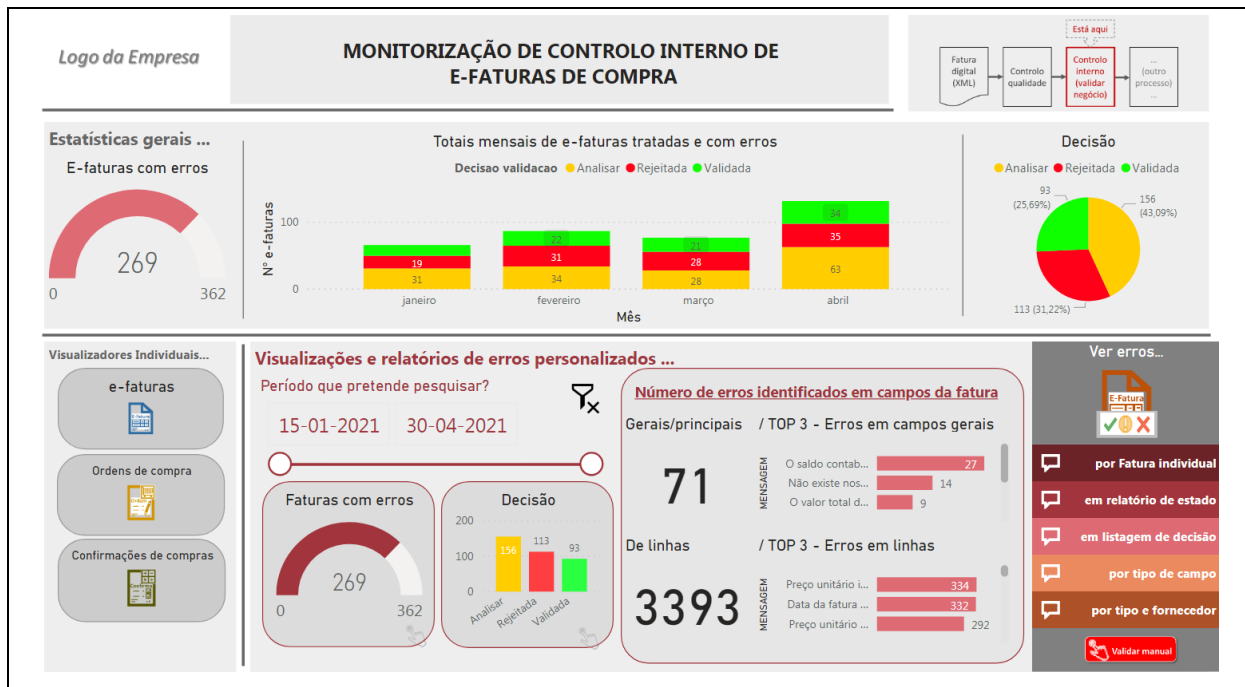 Logo da Empresa
MONITORIZAÇÃO DE CONTROLO INTERNO DE
E-FATURAS DE COMPRA
Está aqui
Fatura
digital
(XML)
Controlo
qualidade
Controlo
interno
(validar
negócio)
...
(outro
processo)
...
Estatísticas gerais ...
E-faturas com erros
269
0
362
Totais mensais de e-faturas tratadas e com erros
Decisao validacao Analisar Rejeitada Validada
Nº e-faturas
100
0
19
31
22
31
34
21
28
28
34
35
63
janeiro
fevereiro
março
abril
Mês
Decisão
Analisar Rejeitada Validada
93
(25,69%)
156
(43,09%)
113 (31,22%)
Visualizadores Individuais...
e-faturas
Ordens de compra
Confirmações de compras
Visualizações e relatórios de erros personalizados ...
Período que pretende pesquisar?
15-01-2021
30-04-2021
Faturas com erros
269
0
362
Decisão
200
100
0
156
113
93
Analisar
Rejeitada
Validada
Número de erros identificados em campos da fatura
Gerais/principais
/ TOP 3 - Erros em campos gerais
71
MENSAGEM
O saldo contab...
27
Não existe nos...
14
O valor total d...
9
De linhas
/ TOP 3 - Erros em linhas
3393
MENSAGEM
Preço unitário i...
334
Data da fatura ...
332
Preço unitário ...
292
Ver erros...
E-Fatura
por Fatura individual
em relatório de estado
em listagem de decisão
por tipo de campo
por tipo e fornecedor
Validar manual